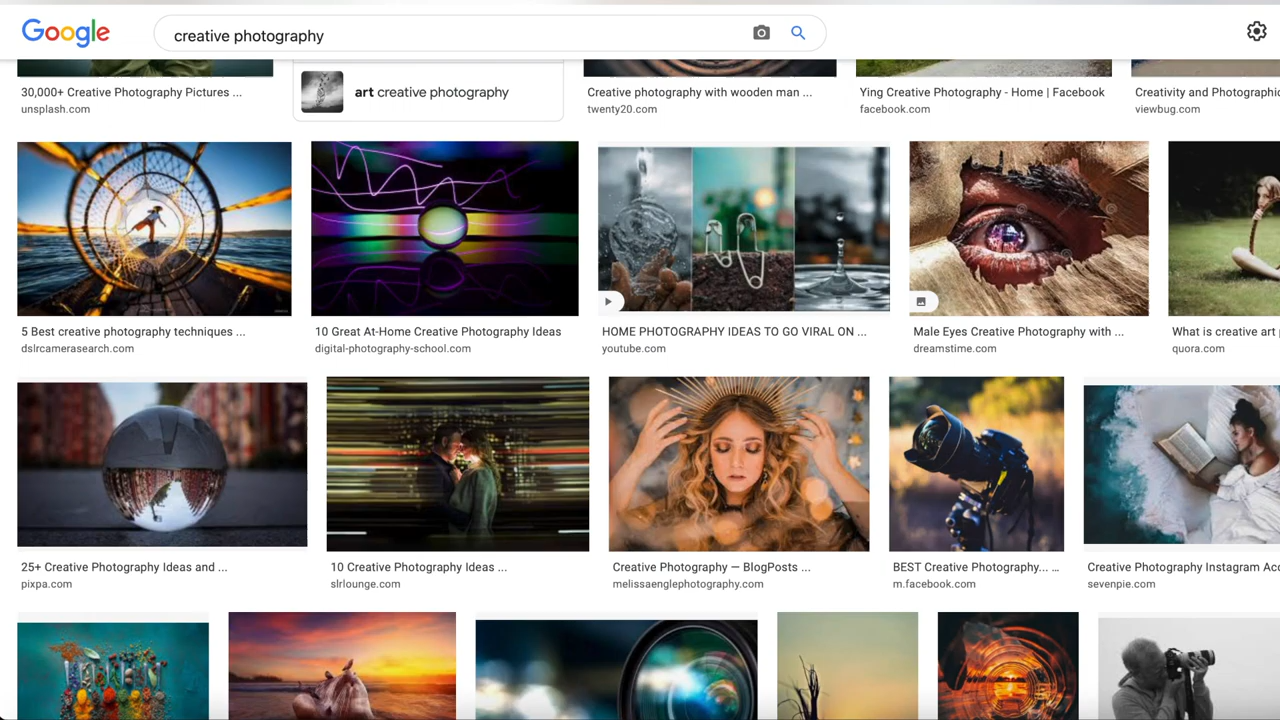 Google
creative photography
30,000+ Creative Photography Pictures ...
unsplash.com
art creative photography
Creative photography with wooden man ...
twenty20.com
Ying Creative Photography - Home | Facebook
facebook.com
Creativity and Photographic
viewbug.com
5 Best creative photography techniques ...
dslrcamerasearch.com
10 Great At-Home Creative Photography Ideas
digital-photography-school.com
HOME PHOTOGRAPHY IDEAS TO GO VIRAL ON ...
youtube.com
Male Eyes Creative Photography with ...
dreamstime.com
What is creative art
quora.com
25+ Creative Photography Ideas and ...
pixpa.com
10 Creative Photography Ideas ...
slrlounge.com
Creative Photography — BlogPosts ...
melissaenglephotography.com
BEST Creative Photography... ...
m.facebook.com
Creative Photography Instagram
sevenpie.com